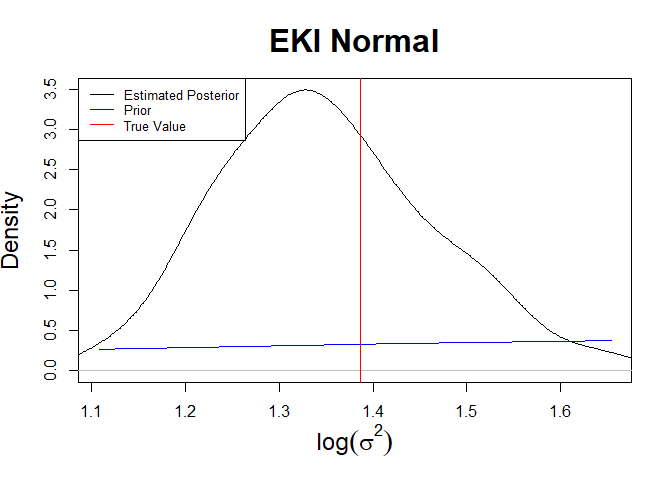 EKI Normal
Estimated Posterior
Prior
True Value
Density
0.0 0.5 1.0 1.5 2.0 2.5 3.0 3.5
1.1 1.2 1.3 1.4 1.5 1.6
log(σ²)